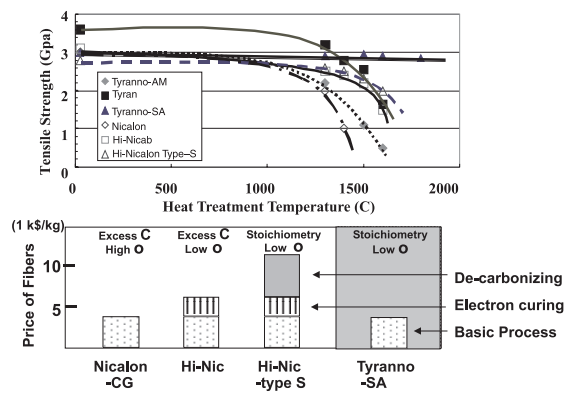 Tensile Strength (Gpa)
4
3
2
1
0
Tyranno-AM
Tyran
Tyranno-SA
Nicalon
Hi-Nicab
Hi-Nicalon Type–S
0 500 1000 1500 2000
Heat Treatment Temperature (C)
(1 k$/kg)
Price of Fibers
10
5
Excess C
High O
Excess C
Low O
Stoichiometry
Low O
Stoichiometry
Low O
De-carbonizing
Electron curing
Basic Process
Nicalon
-CG
Hi-Nic
Hi-Nic
-type S
Tyranno
-SA